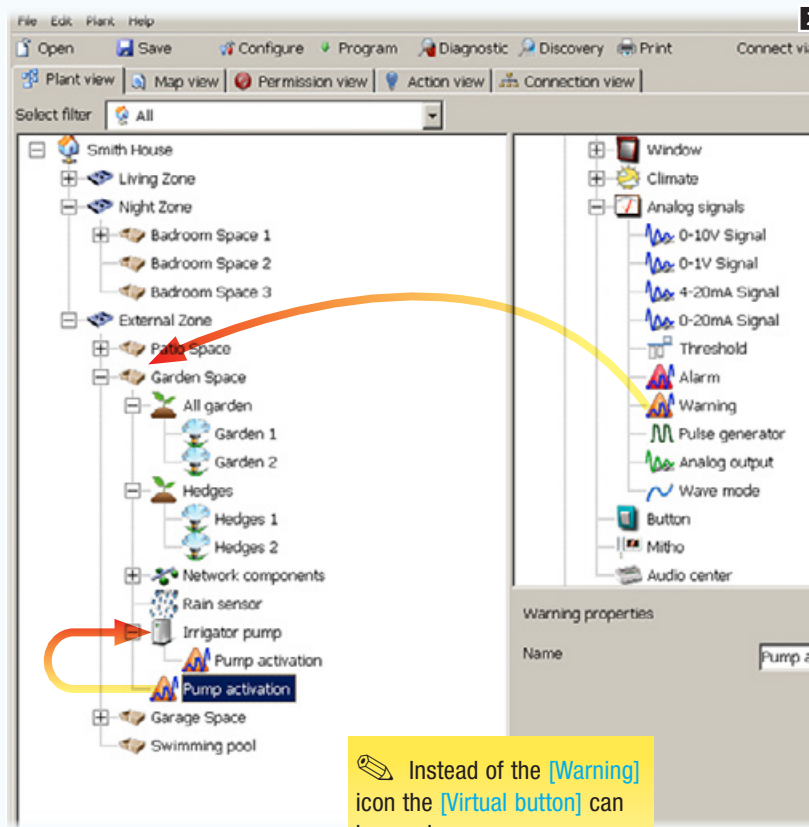 File Edit Plant Help
Open Save Configure Program Diagnostic Discovery Print Connect via
Plant view Map view Permission view Action view Connection view
Select filter All
Smith House
Living Zone
Night Zone
Badroom Space 1
Badroom Space 2
Badroom Space 3
External Zone
Patio Space
Garden Space
All garden
Garden 1
Garden 2
Hedges
Hedges 1
Hedges 2
Network components
Rain sensor
Irrigator pump
Pump activation
Pump activation
Garage Space
Swimming pool
Window
Climate
Analog signals
0-10V Signal
0-1V Signal
4-20mA Signal
0-20mA Signal
Threshold
Alarm
Warning
Pulse generator
Analog output
Wave mode
Button
Mitho
Audio center
Warning properties
Name Pump a
Instead of the [Warning]
icon the [Virtual button] can